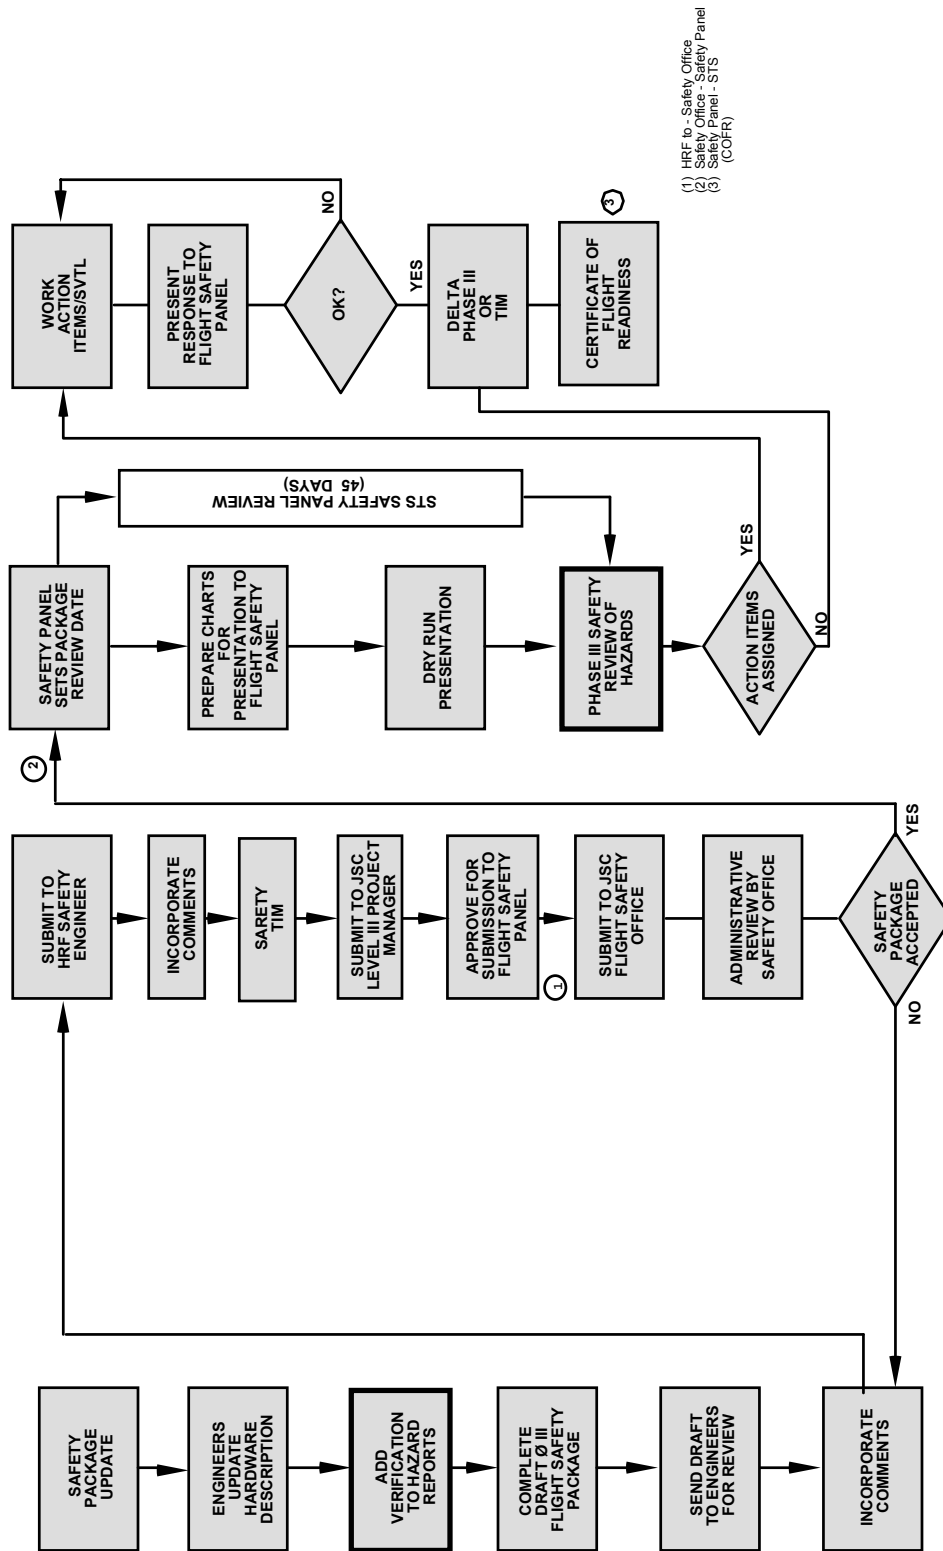 SAFETY
PACKAGE
UPDATE
ENGINEERS
UPDATE
HARDWARE
DESCRIPTION
ADD
VERIFICATION
TO HAZARD
REPORTS
COMPLETE
DRAFT Ø III
FLIGHT SAFETY
PACKAGE
SEND DRAFT
TO ENGINEERS
FOR REVIEW
INCORPORATE
COMMENTS
SUBMIT TO
HRF SAFETY
ENGINEER
INCORPORATE
COMMENTS
SARETY
TIM
SUBMIT TO JSC
LEVEL III PROJECT
MANAGER
APPROVE FOR
SUBMISSION TO
FLIGHT SAFETY
PANEL
1
SUBMIT TO JSC
FLIGHT SAFETY
OFFICE
ADMINISTRATIVE
REVIEW BY
SAFETY OFFICE
SAFETY
PACKAGE
ACCEPTED
NO
YES
2
SAFETY PANEL
SETS PACKAGE
REVIEW DATE
PREPARE CHARTS
FOR
PRESENTATION TO
FLIGHT SAFETY
PANEL
DRY RUN
PRESENTATION
STS SAFETY PANEL REVIEW
(45 DAYS)
PHASE III SAFETY
REVIEW OF
HAZARDS
ACTION ITEMS
ASSIGNED
YES
NO
WORK
ACTION
ITEMS/SVTL
PRESENT
RESPONSE TO
FLIGHT SAFETY
PANEL
OK?
NO
YES
DELTA
PHASE III
OR
TIM
CERTIFICATE OF
FLIGHT
READINESS
3
(1) HRF to - Safety Office
(2) Safety Office - Safety Panel
(3) Safety Panel - STS
(COFR)